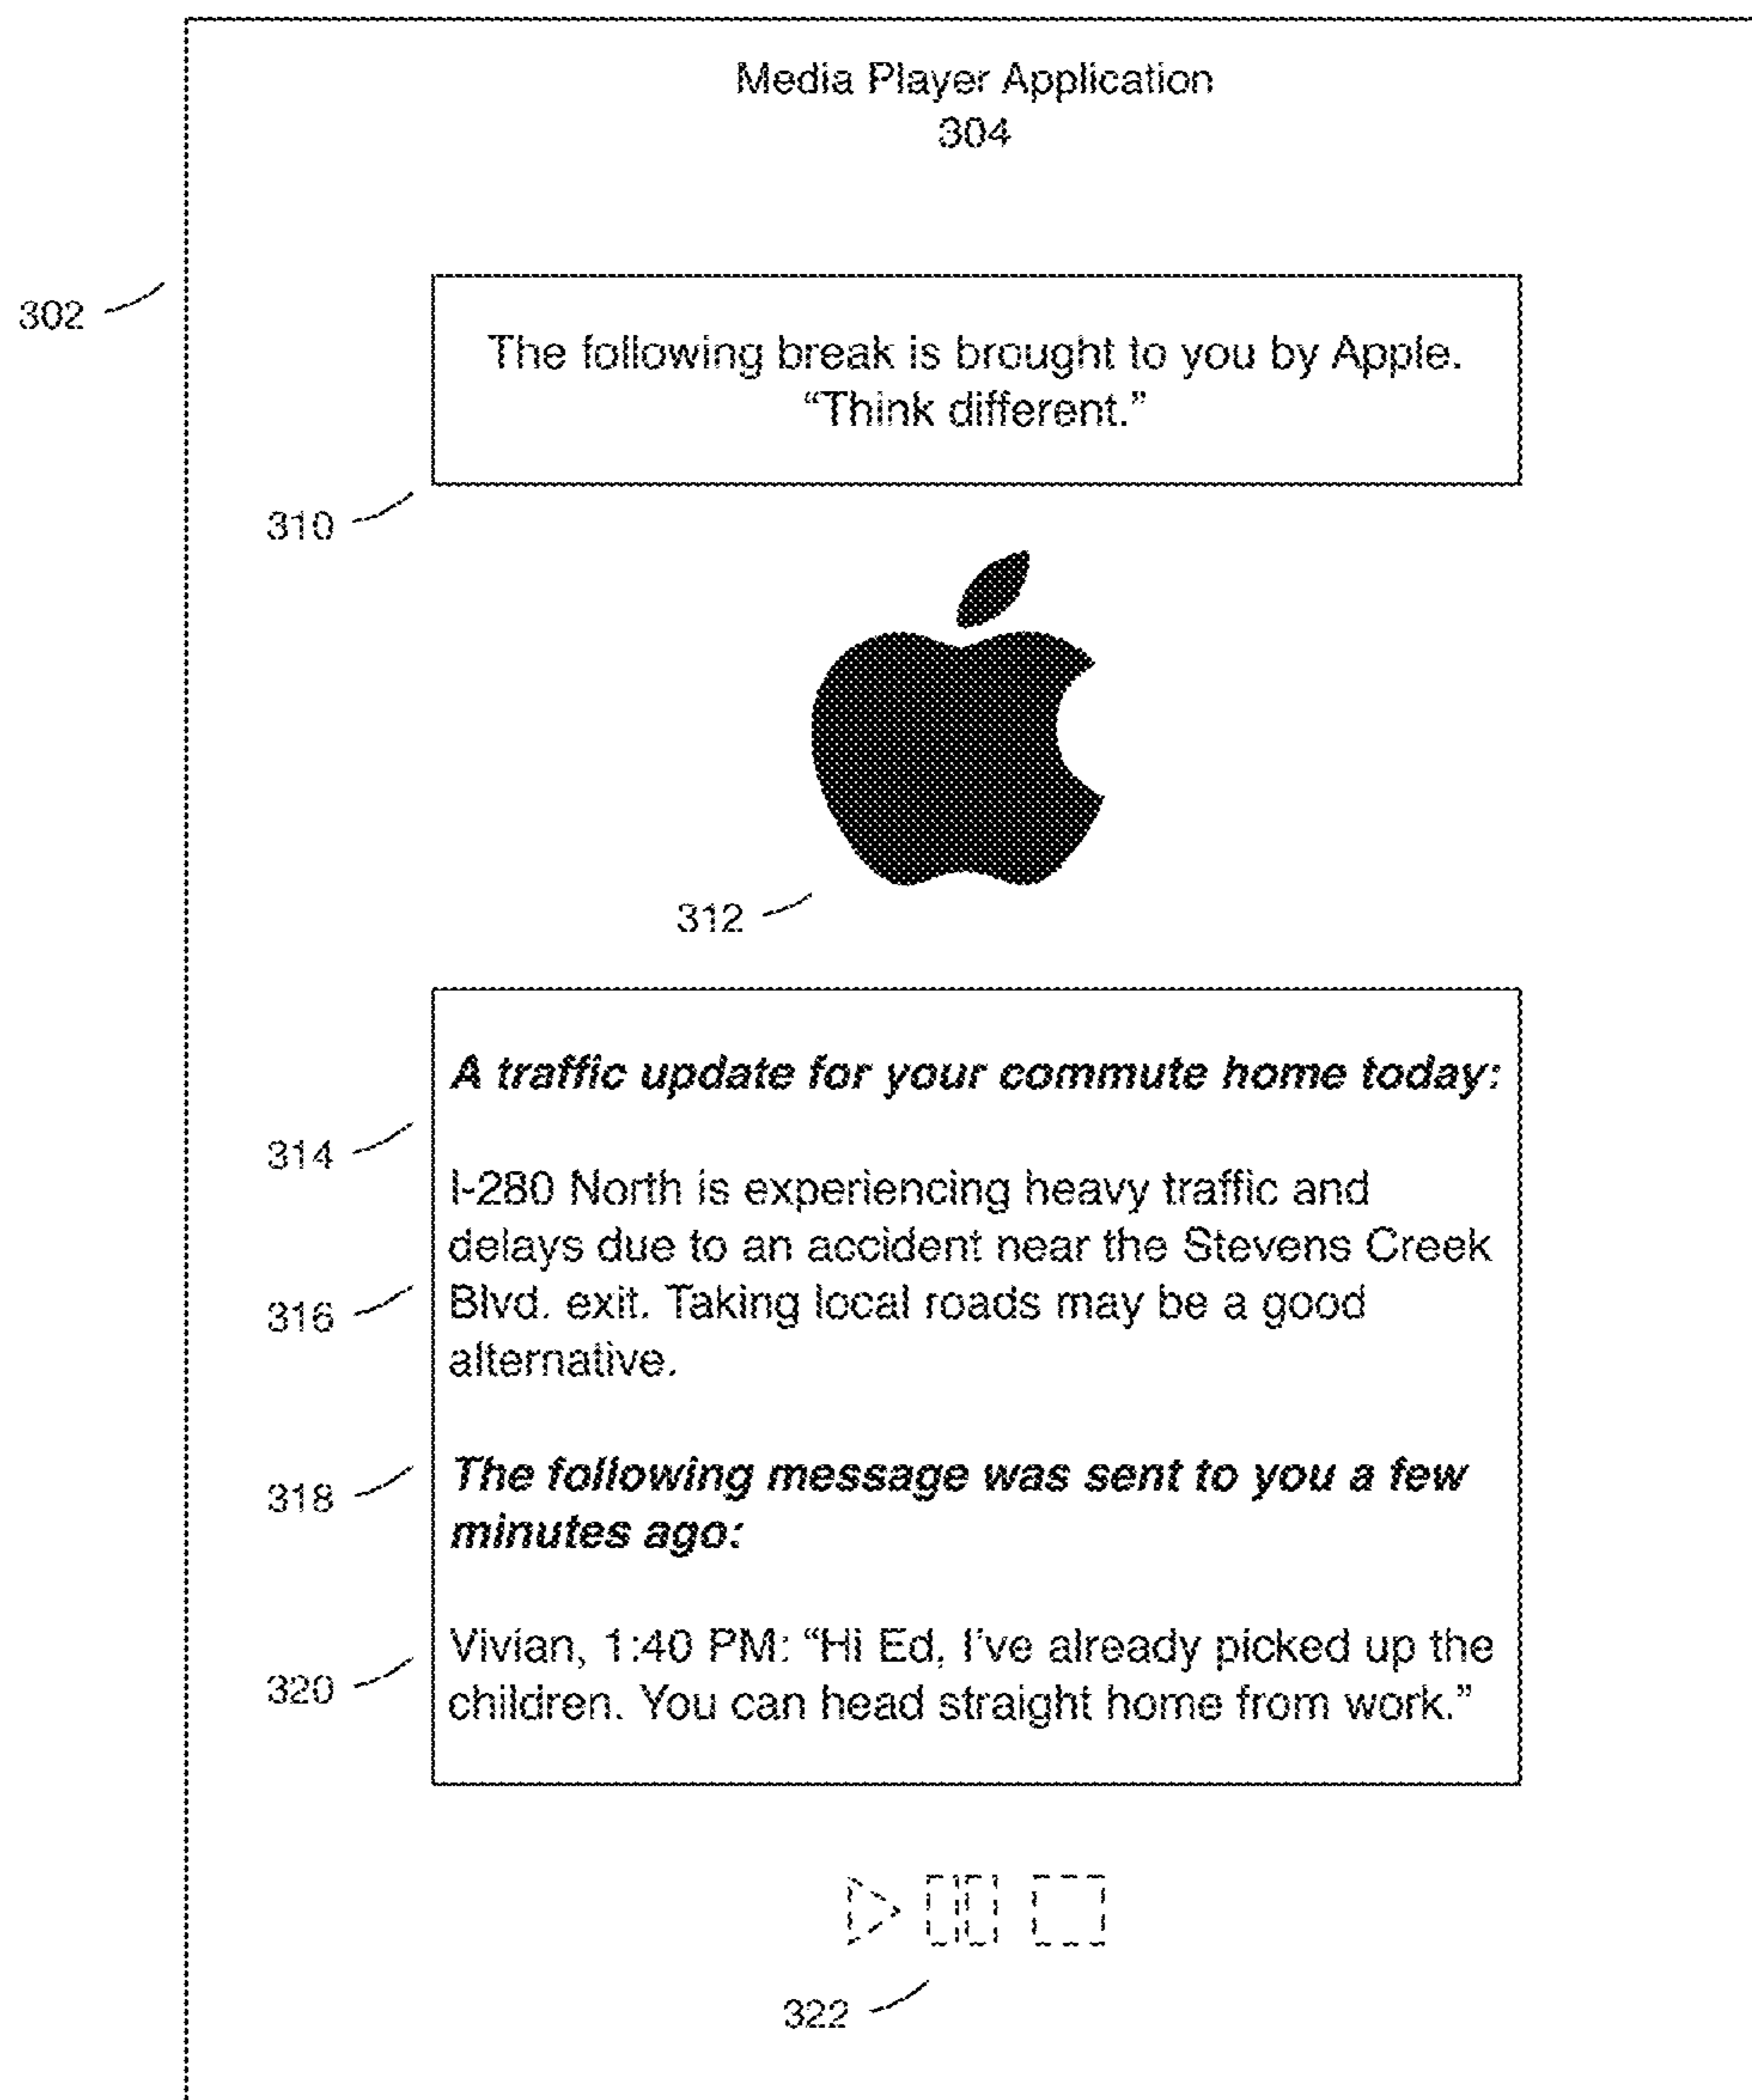 Media Player Application
304
302
The following break is brought to you by Apple.
“Think different.”
310
312
A traffic update for your commute home today:
314
I-280 North is experiencing heavy traffic and
delays due to an accident near the Stevens Creek
316
Blvd. exit. Taking local roads may be a good
alternative.
The following message was sent to you a few
318
minutes ago:
Vivian, 1:40 PM: “Hi Ed, I’ve already picked up the
320
children. You can head straight home from work.”
322